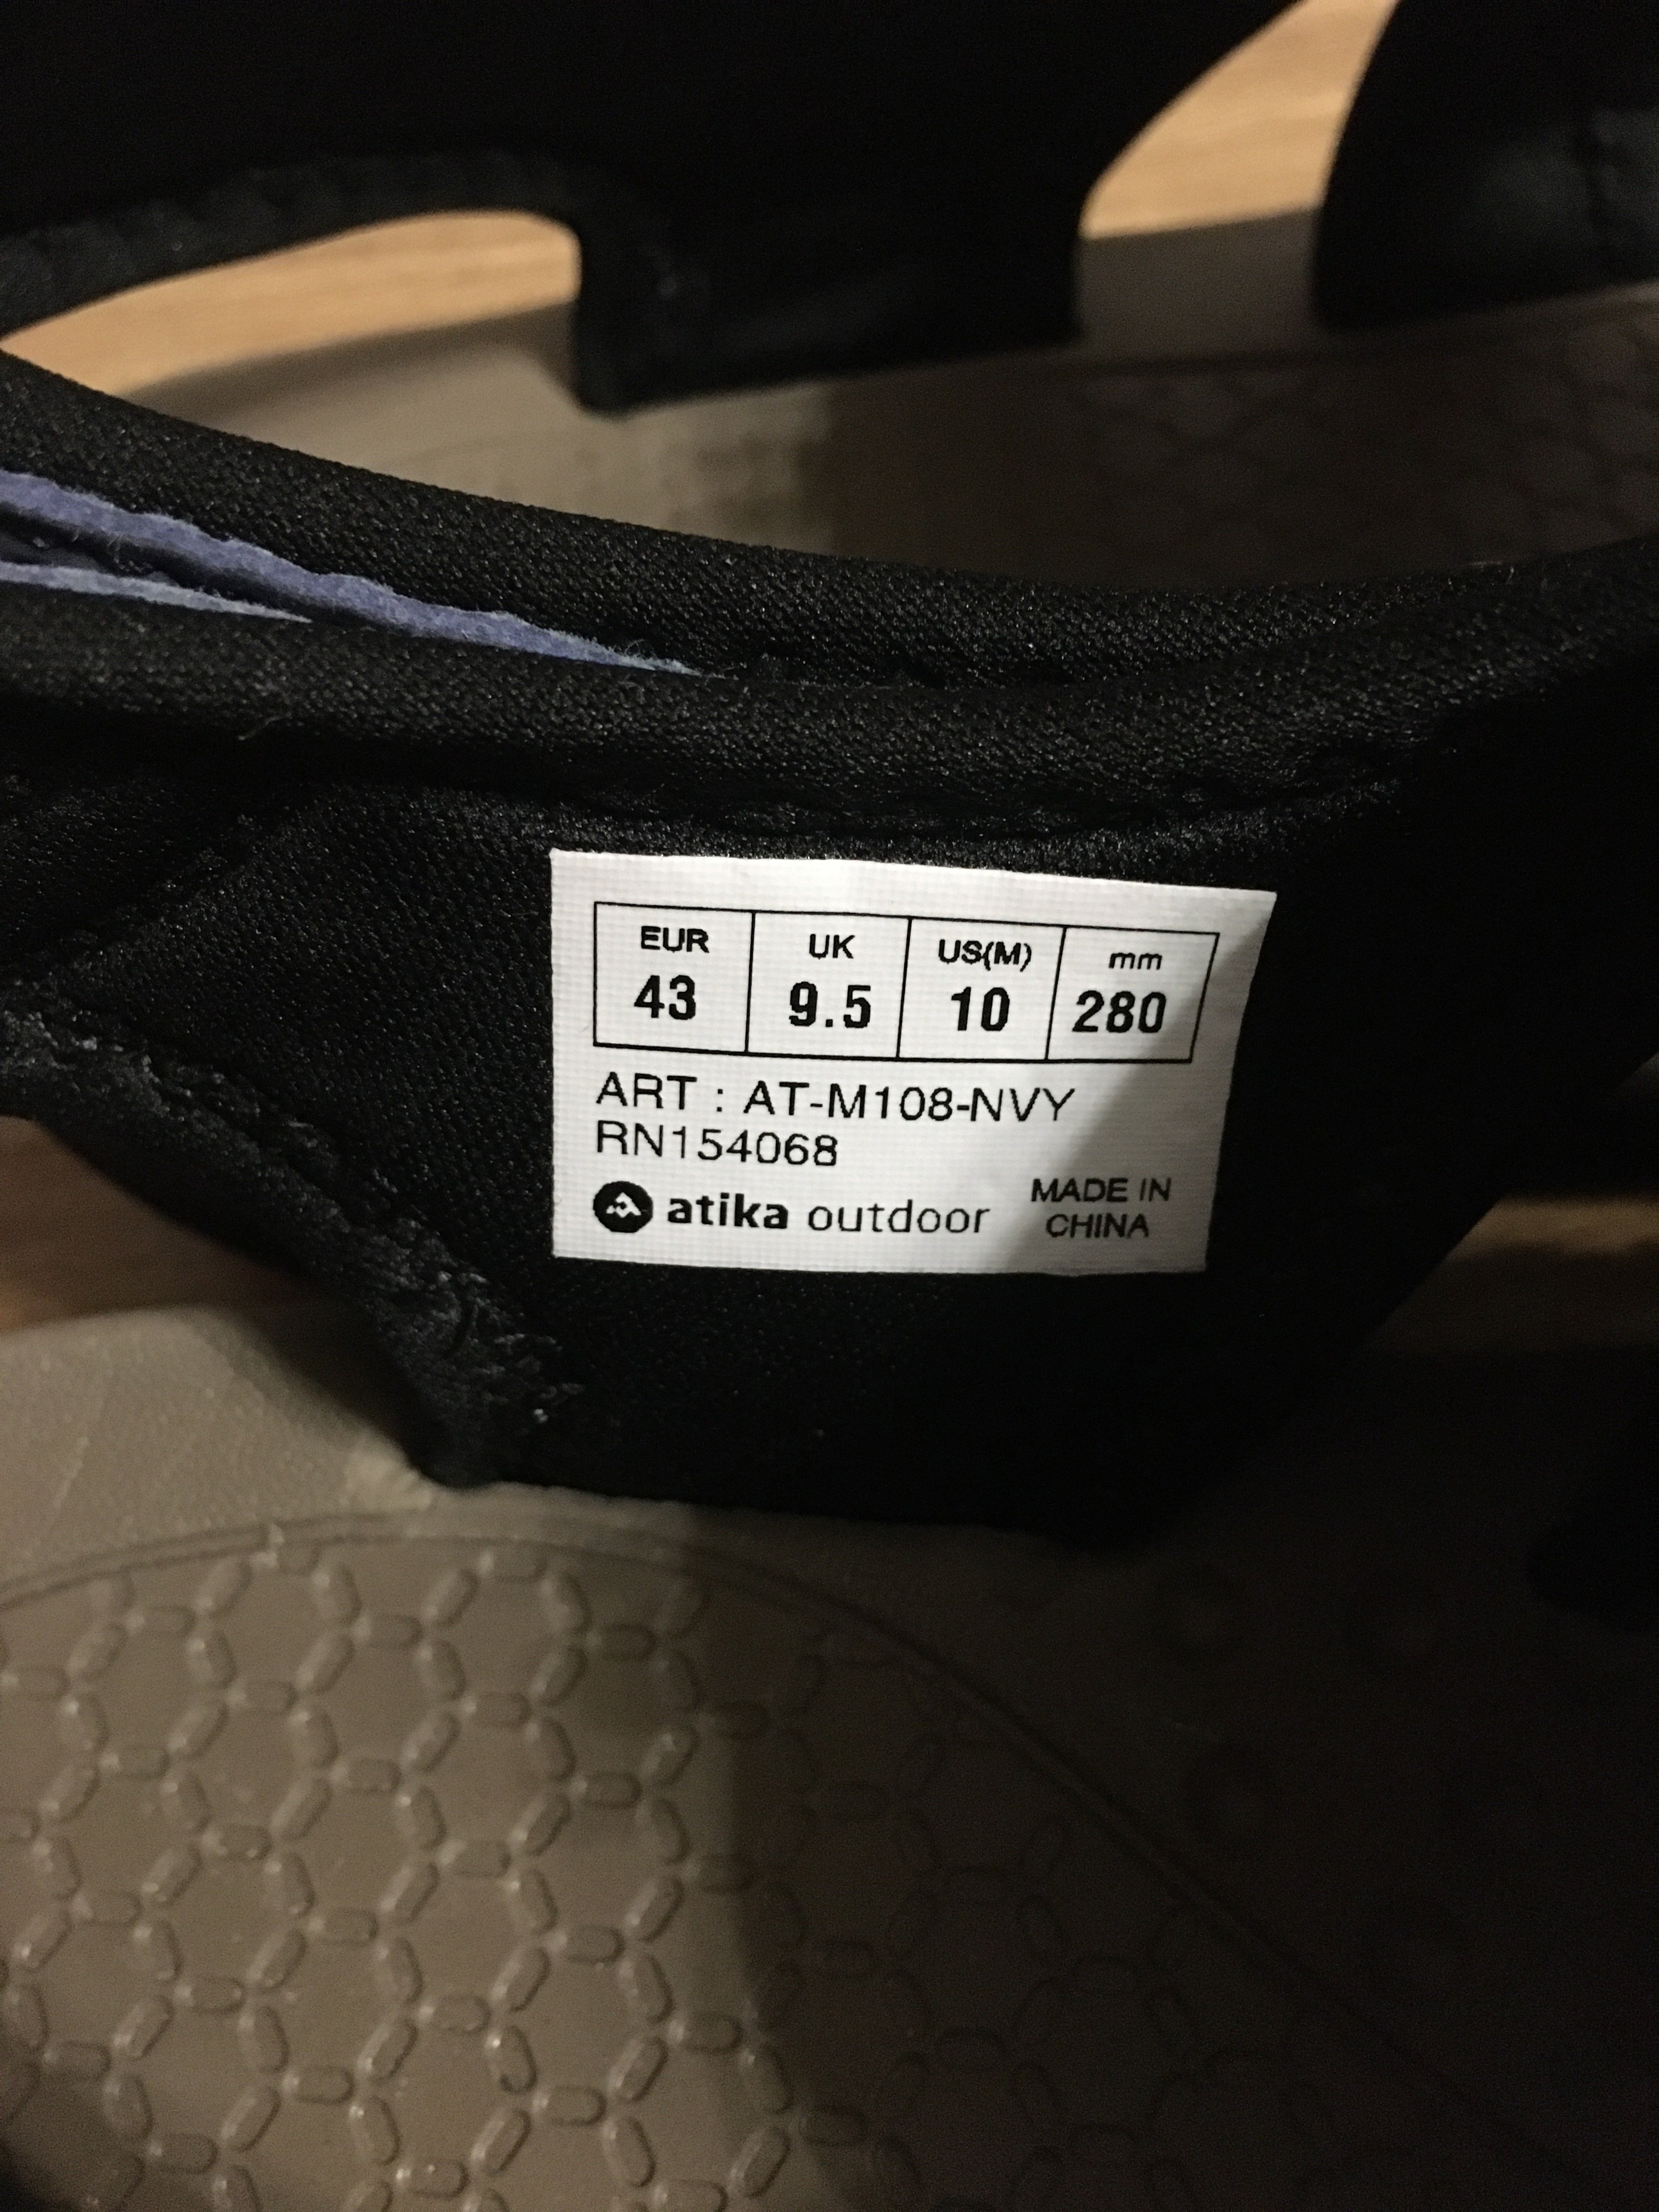 EUR UK US(M) mm
43 9.5 10 280
ART : AT-M108-NVY
RN154068
atika outdoor
MADE IN
CHINA